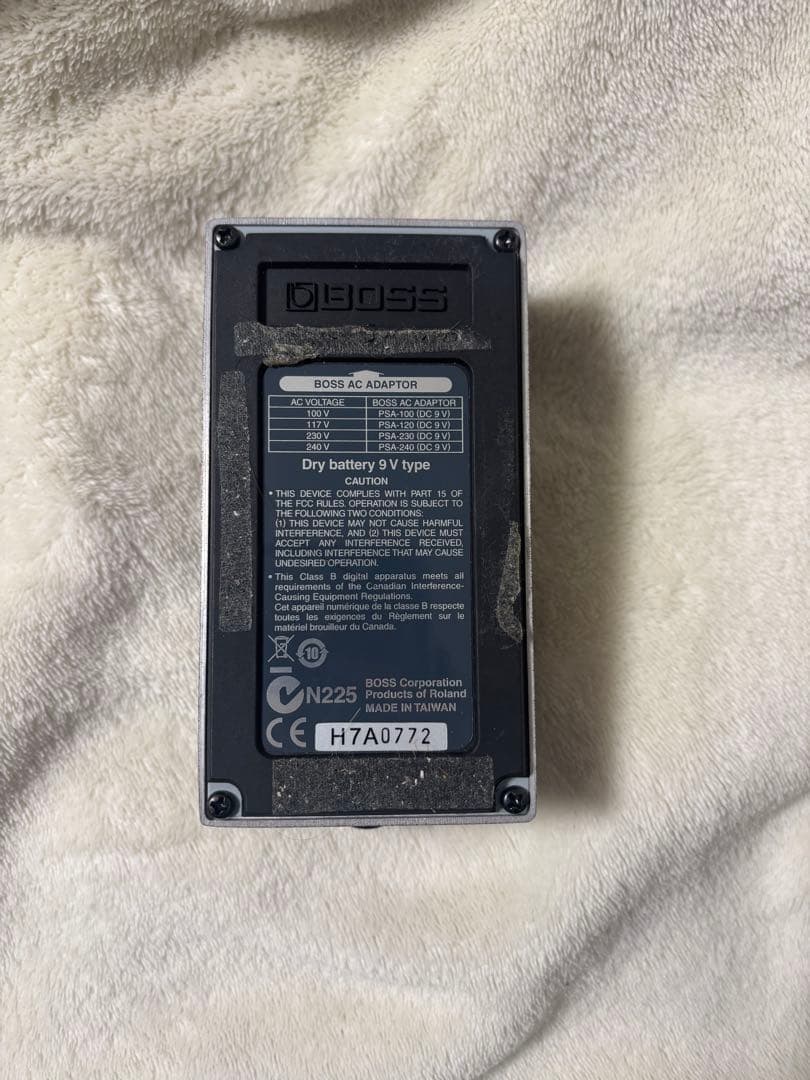 BOSS
BOSS AC ADAPTOR
AC VOLTAGE BOSS AC ADAPTOR
100 V PSA-100 (DC 9 V)
117 V PSA-120 (DC 9 V)
230 V PSA-230 (DC 9 V)
240 V PSA-240 (DC 9 V)
Dry battery 9 V type
CAUTION
• THIS DEVICE COMPLIES WITH PART 15 OF
THE FCC RULES. OPERATION IS SUBJECT TO
THE FOLLOWING TWO CONDITIONS:
(1) THIS DEVICE MAY NOT CAUSE HARMFUL
INTERFERENCE, AND (2) THIS DEVICE MUST
ACCEPT ANY INTERFERENCE RECEIVED,
INCLUDING INTERFERENCE THAT MAY CAUSE
UNDESIRED OPERATION.
• This Class B digital apparatus meets all
requirements of the Canadian Interference-
Causing Equipment Regulations.
Cet appareil numérique de la classe B respecte
toutes les exigences du Règlement sur le
matériel brouilleur du Canada.
10
N225
BOSS Corporation
Products of Roland
MADE IN TAIWAN
CE
H7A0772